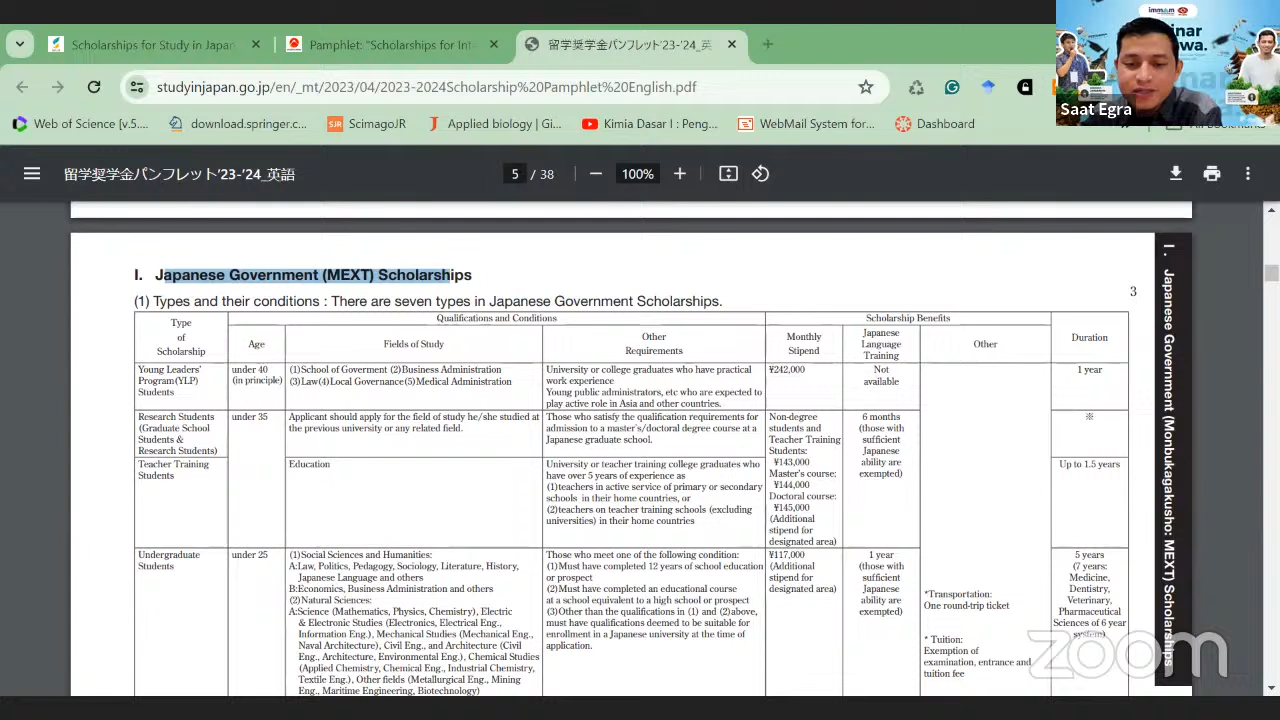 Scholarships for Study in Japan
Pamphlet: "Scholarships for Int
留学奨学金パンフレット'23-'24_英
studyinjapan.go.jp/en/_mt/2023/04/2023-2024Scholarship%20Pamphlet%20English.pdf
Web of Science [v.5....
download.springer.c...
SJR
ScimagoJR
Applied biology | Gl...
Kimia Dasar I : Peng...
WebMail System for...
Dashboard
All Bookmarks
immam
Saat Egra
留学奨学金パンフレット'23-'24_英語
5 / 38
100%
I. Japanese Government (MEXT) Scholarships
3
(1) Types and their conditions : There are seven types in Japanese Government Scholarships.
Type
of
Scholarship
Qualifications and Conditions
Scholarship Benefits
Duration
Age
Fields of Study
Other
Requirements
Monthly
Stipend
Japanese
Language
Training
Other
Young Leaders'
Program(YLP)
Students
under 40
(in principle)
(1)School of Goverment (2)Business Administration
(3)Law(4)Local Governance(5)Medical Administration
University or college graduates who have practical
work experience
Young public administrators, etc who are expected to
play active role in Asia and other countries.
¥242,000
Not
available
1 year
Research Students
(Graduate School
Students &
Research Students)
under 35
Applicant should apply for the field of study he/she studied at
the previous university or any related field.
Those who satisfy the qualification requirements for
admission to a master's/doctoral degree course at a
Japanese graduate school.
Non-degree
students and
Teacher Training
Students:
¥143,000
Master's course:
¥144,000
Doctoral course:
¥145,000
(Additional
stipend for
designated area)
6 months
(those with
sufficient
Japanese
ability are
exempted)
※
Teacher Training
Students
Education
University or teacher training college graduates who
have over 5 years of experience as
(1)teachers in active service of primary or secondary
schools in their home countries, or
(2)teachers on teacher training schools (excluding
universities) in their home countries
Up to 1.5 years
Undergraduate
Students
under 25
(1)Social Sciences and Humanities:
A:Law, Politics, Pedagogy, Sociology, Literature, History,
Japanese Language and others
B:Economics, Business Administration and others
(2)Natural Sciences:
A:Science (Mathematics, Physics, Chemistry), Electric
& Electronic Studies (Electronics, Electrical Eng.,
Information Eng.), Mechanical Studies (Mechanical Eng.,
Naval Architecture), Civil Eng., and Architecture (Civil
Eng., Architecture, Environmental Eng.), Chemical Studies
(Applied Chemistry, Chemical Eng., Industrial Chemistry,
Textile Eng.), Other fields (Metallurgical Eng., Mining
Eng., Maritime Engineering, Biotechnology)
Those who meet one of the following condition:
(1)Must have completed 12 years of school education
or prospect
(2)Must have completed an educational course
at a school equivalent to a high school or prospect
(3)Other than the qualifications in (1) and (2)above,
must have qualifications deemed to be suitable for
enrollment in a Japanese university at the time of
application.
¥117,000
(Additional
stipend for
designated area)
1 year
(those with
sufficient
Japanese
ability are
exempted)
*Transportation:
One round-trip ticket
* Tuition:
Exemption of
examination, entrance and
tuition fee
5 years
(7 years:
Medicine,
Dentistry,
Veterinary,
Pharmaceutical
Sciences of 6 year
system)
I. Japanese Government (Monbukagakusho: MEXT) Scholarships
zoom